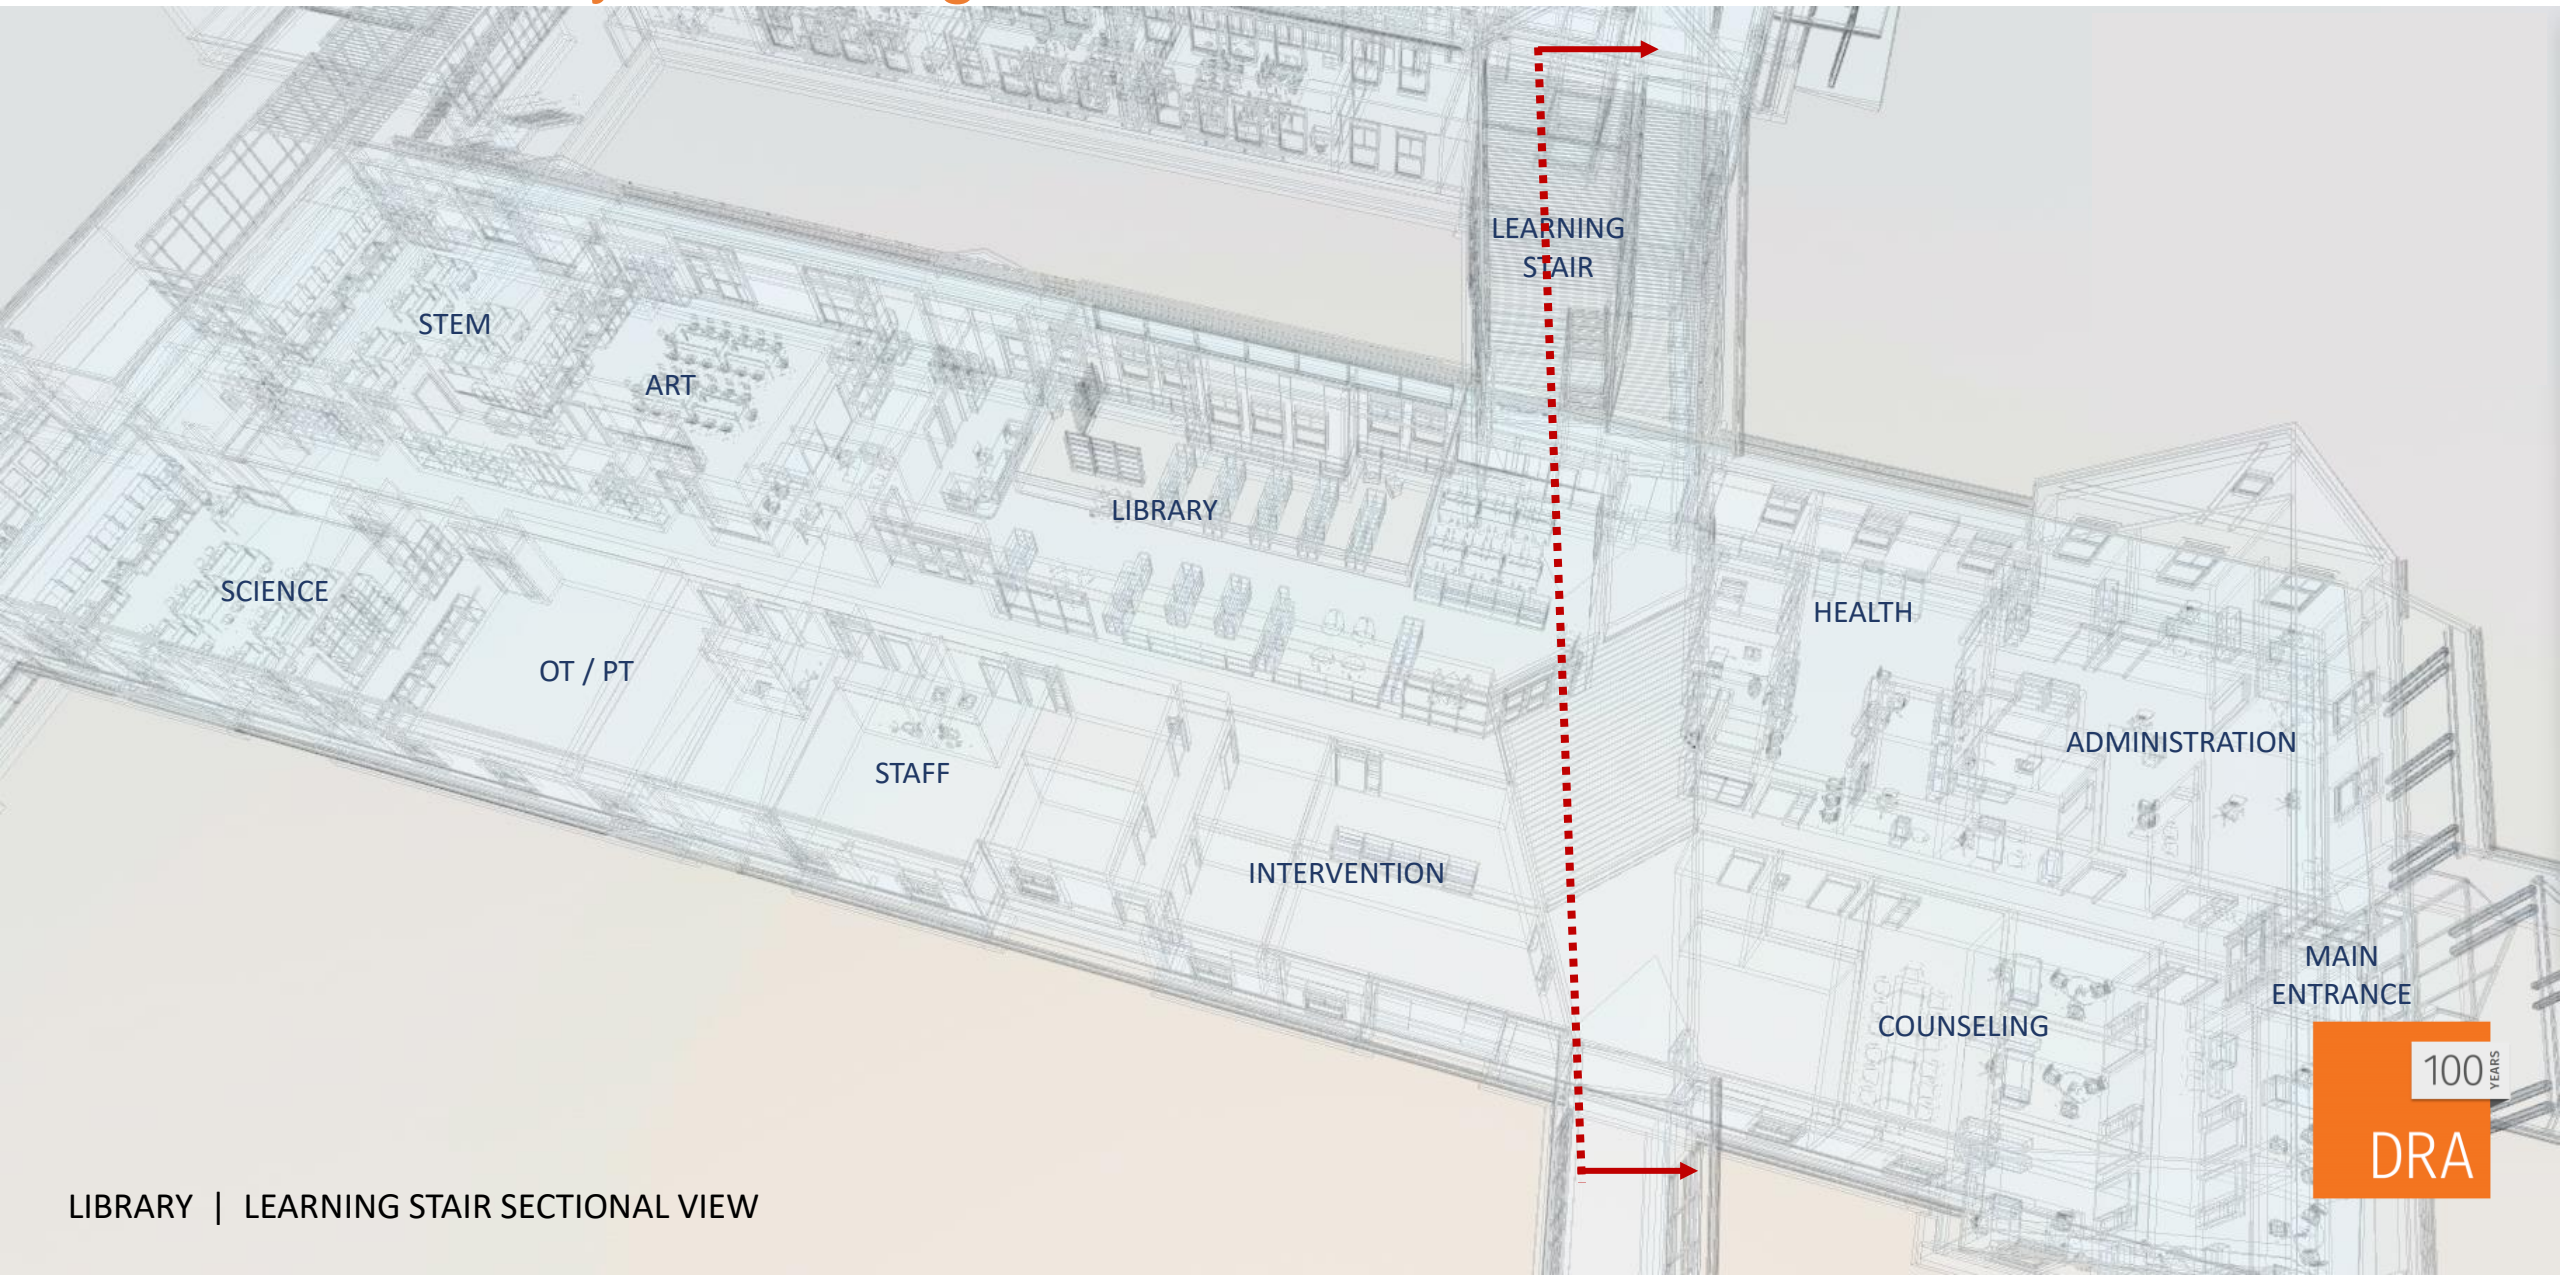 LEARNING
STAIR
STEM
ART
LIBRARY
SCIENCE
HEALTH
OT / PT
ADMINISTRATION
STAFF
INTERVENTION
MAIN
ENTRANCE
COUNSELING
100 YEARS
DRA
LIBRARY | LEARNING STAIR SECTIONAL VIEW